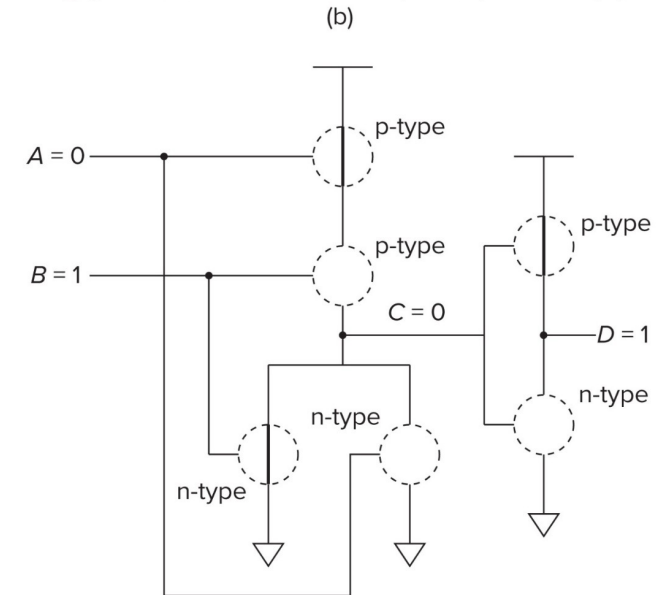 (b)
p-type
A = 0
p-type
p-type
B = 1
C = 0
D = 1
n-type
n-type
n-type